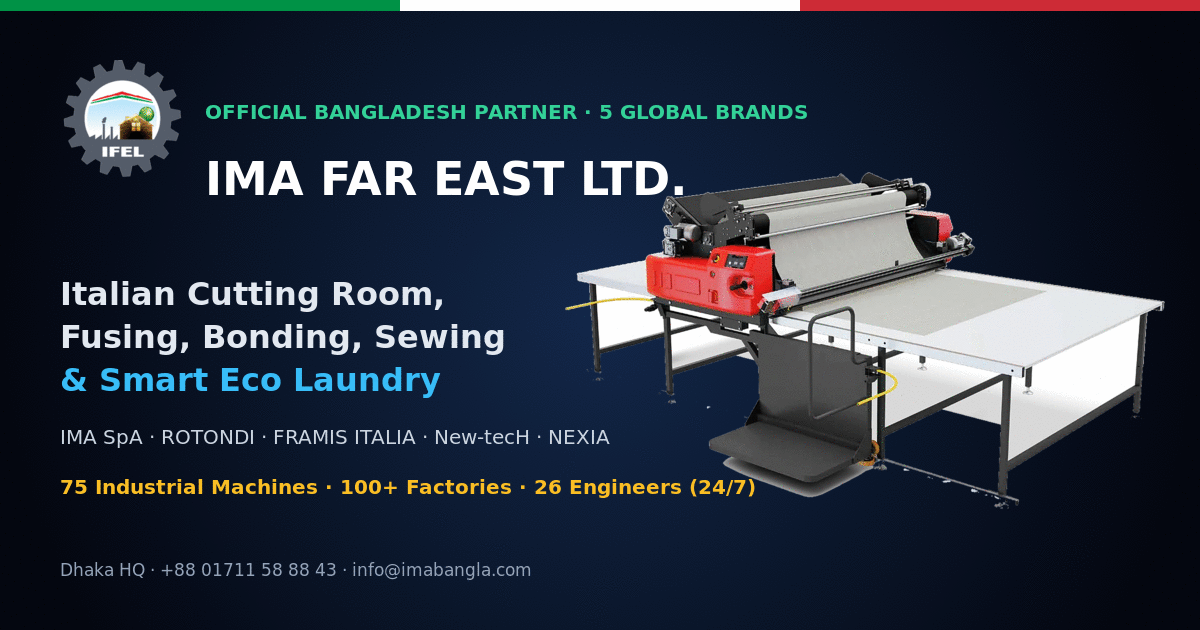 OFFICIAL BANGLADESH PARTNER · 5 GLOBAL BRANDS
IFEL
IMA FAR EAST LTD.
Italian Cutting Room,
Fusing, Bonding, Sewing
& Smart Eco Laundry
IMA SpA · ROTONDI · FRAMIS ITALIA · New-tecH · NEXIA
75 Industrial Machines · 100+ Factories · 26 Engineers (24/7)
Dhaka HQ · +88 01711 58 88 43 · info@imabangla.com